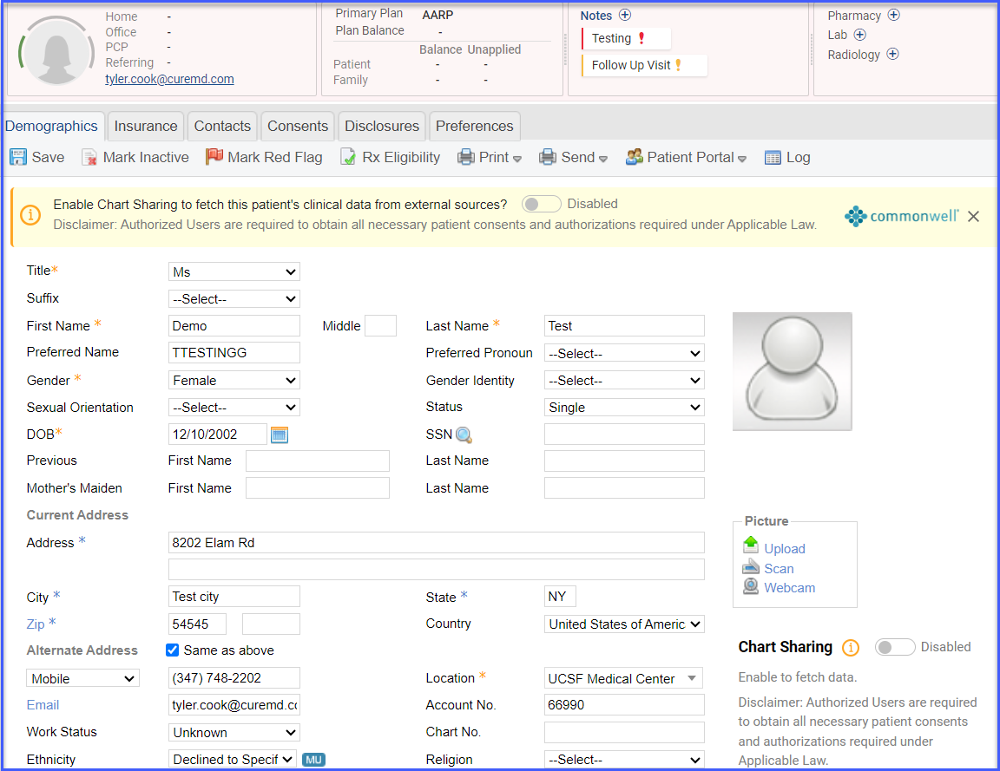 Home -
Office -
PCP -
Referring -
tyler.cook@curemd.com
Primary Plan AARP
Plan Balance -
Balance Unapplied
Patient - -
Family - -
Notes
Testing
Follow Up Visit
Pharmacy
Lab
Radiology
Demographics Insurance Contacts Consents Disclosures Preferences
Save Mark Inactive Mark Red Flag Rx Eligibility Print Send Patient Portal Log
Enable Chart Sharing to fetch this patient's clinical data from external sources? Disabled
Disclaimer: Authorized Users are required to obtain all necessary patient consents and authorizations required under Applicable Law.
commonwell
Title* Ms
Suffix --Select--
First Name * Demo Middle Last Name * Test
Preferred Name TTESTINGG Preferred Pronoun --Select--
Gender * Female Gender Identity --Select--
Sexual Orientation --Select-- Status Single
DOB* 12/10/2002 SSN
Previous First Name Last Name
Mother's Maiden First Name Last Name
Current Address
Address * 8202 Elam Rd
City * Test city State * NY
Zip * 54545 Country United States of Americ
Alternate Address Same as above
Mobile (347) 748-2202 Location * UCSF Medical Center
Email tyler.cook@curemd.co Account No. 66990
Work Status Unknown Chart No.
Ethnicity Declined to Specif MU Religion --Select--
Picture
Upload
Scan
Webcam
Chart Sharing Disabled
Enable to fetch data.
Disclaimer: Authorized Users are required
to obtain all necessary patient consents
and authorizations required under
Applicable Law.